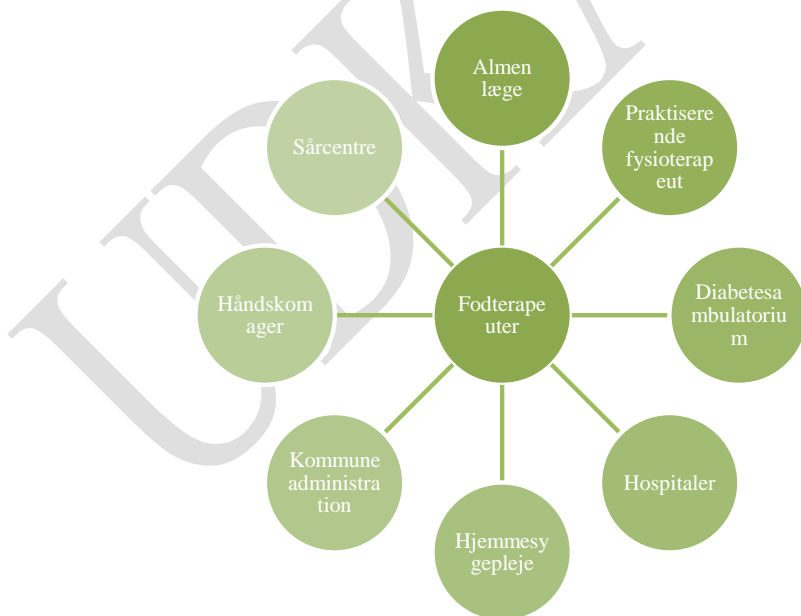 Almen
læge
Praktisere
nde
fysioterap
eut
Diabetesa
mbulatoriu
m
Hospitaler
Hjemmesy
gepleje
Kommune
administra
tion
Håndskom
ager
Sårcentre
Fodterape
uter